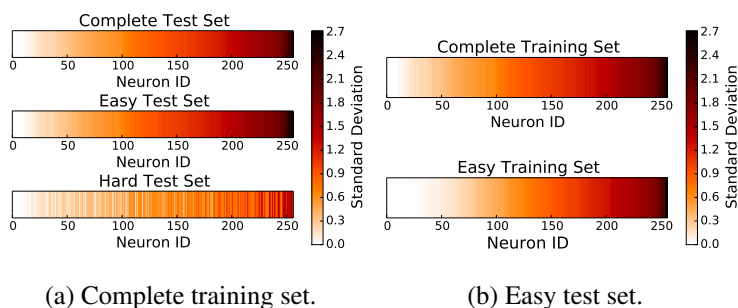 Complete Test Set
0 50 100 150 200 250
Neuron ID
Easy Test Set
0 50 100 150 200 250
Neuron ID
Hard Test Set
0 50 100 150 200 250
Neuron ID
2.7
2.4
2.1
1.8
1.5
1.2
0.9
0.6
0.3
0.0
Standard Deviation
(a) Complete training set.
Complete Training Set
0 50 100 150 200 250
Neuron ID
Easy Training Set
0 50 100 150 200 250
Neuron ID
2.7
2.4
2.1
1.8
1.5
1.2
0.9
0.6
0.3
0.0
Standard Deviation
(b) Easy test set.